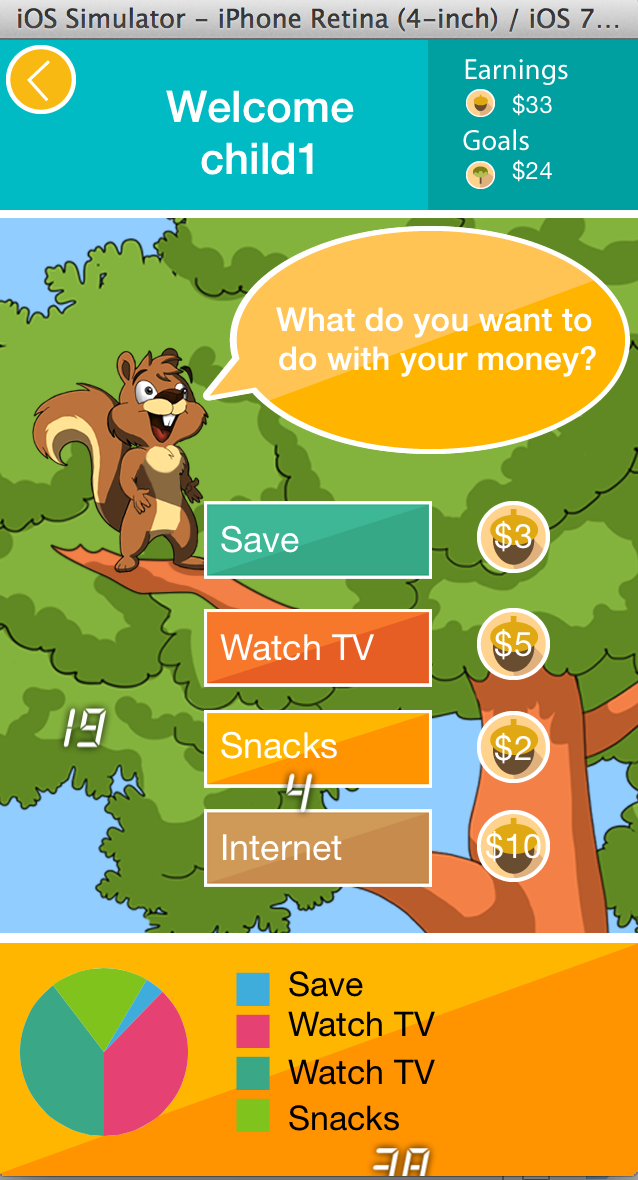 iOS Simulator – iPhone Retina (4-inch) / iOS 7...
Welcome
child1
Earnings
$33
Goals
$24
What do you want to
do with your money?
Save
$3
Watch TV
$5
19
Snacks
$2
4
Internet
$10
Save
Watch TV
Watch TV
Snacks